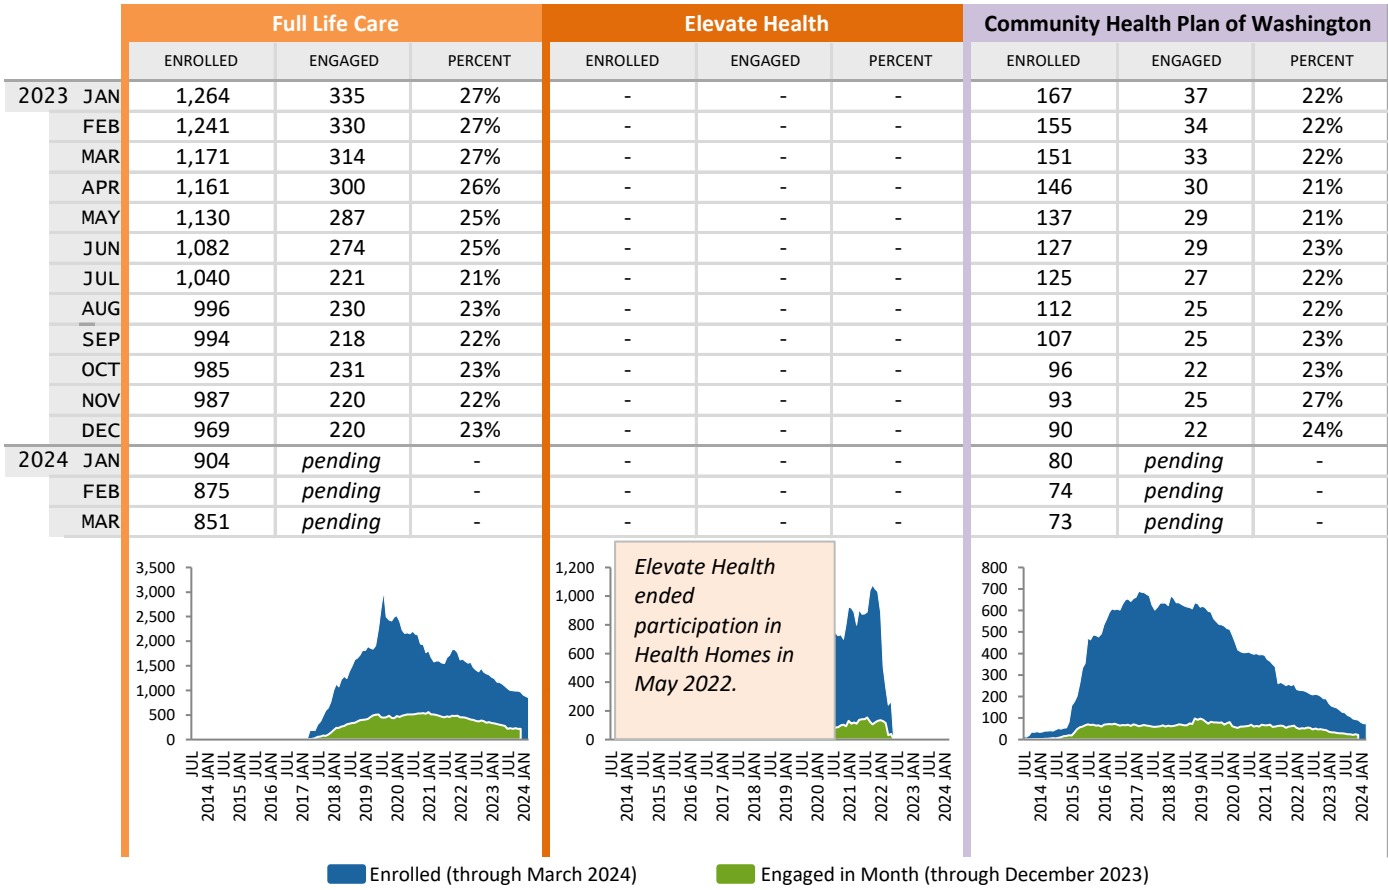 Full Life Care Elevate Health Community Health Plan of Washington
ENROLLED ENGAGED PERCENT ENROLLED ENGAGED PERCENT ENROLLED ENGAGED PERCENT
2023 JAN 1,264 335 27% - - - 167 37 22%
FEB 1,241 330 27% - - - 155 34 22%
MAR 1,171 314 27% - - - 151 33 22%
APR 1,161 300 26% - - - 146 30 21%
MAY 1,130 287 25% - - - 137 29 21%
JUN 1,082 274 25% - - - 127 29 23%
JUL 1,040 221 21% - - - 125 27 22%
AUG 996 230 23% - - - 112 25 22%
SEP 994 218 22% - - - 107 25 23%
OCT 985 231 23% - - - 96 22 23%
NOV 987 220 22% - - - 93 25 27%
DEC 969 220 23% - - - 90 22 24%
2024 JAN 904 pending - - - - 80 pending -
FEB 875 pending - - - - 74 pending -
MAR 851 pending - - - - 73 pending -
3,500
3,000
2,500
2,000
1,500
1,000
500
0
JUL
2014 JAN
JUL
2015 JAN
JUL
2016 JAN
JUL
2017 JAN
JUL
2018 JAN
JUL
2019 JAN
JUL
2020 JAN
JUL
2021 JAN
JUL
2022 JAN
JUL
2023 JAN
JUL
2024 JAN
1,200
1,000
800
600
400
200
0
Elevate Health
ended
participation in
Health Homes in
May 2022.
JUL
2014 JAN
JUL
2015 JAN
JUL
2016 JAN
JUL
2017 JAN
JUL
2018 JAN
JUL
2019 JAN
JUL
2020 JAN
JUL
2021 JAN
JUL
2022 JAN
JUL
2023 JAN
JUL
2024 JAN
800
700
600
500
400
300
200
100
0
JUL
2014 JAN
JUL
2015 JAN
JUL
2016 JAN
JUL
2017 JAN
JUL
2018 JAN
JUL
2019 JAN
JUL
2020 JAN
JUL
2021 JAN
JUL
2022 JAN
JUL
2023 JAN
JUL
2024 JAN
Enrolled (through March 2024) Engaged in Month (through December 2023)